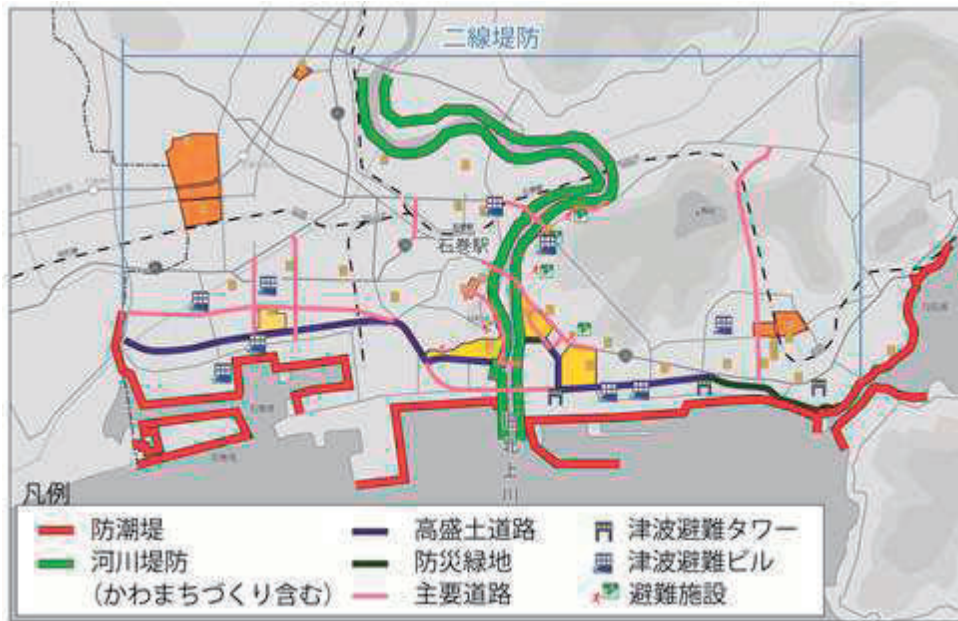 二線堤防
石巻駅
旧北上川
凡例
防潮堤
高盛土道路
津波避難タワー
河川堤防
防災緑地
津波避難ビル
(かわまちづくり含む)
主要道路
避難施設